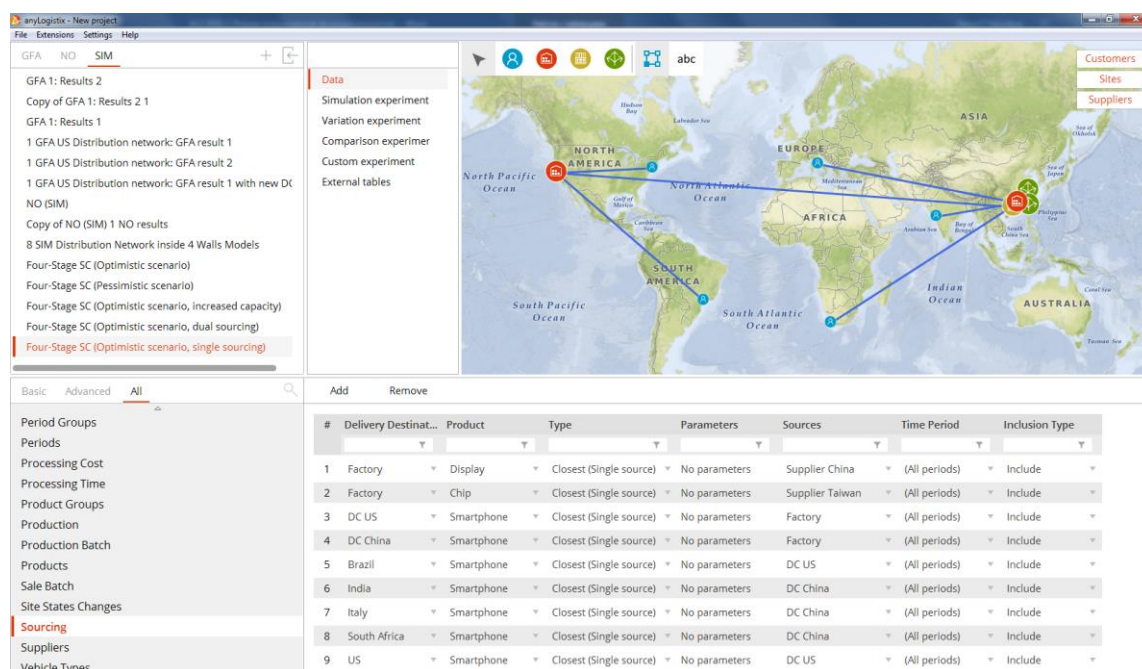 anyLogistix - New project
File Extensions Settings Help
GFA NO SIM
GFA 1: Results 2
Copy of GFA 1: Results 2 1
GFA 1: Results 1
1 GFA US Distribution network: GFA result 1
1 GFA US Distribution network: GFA result 2
1 GFA US Distribution network: GFA result 1 with new DC
NO (SIM)
Copy of NO (SIM) 1 NO results
8 SIM Distribution Network inside 4 Walls Models
Four-Stage SC (Optimistic scenario)
Four-Stage SC (Pessimistic scenario)
Four-Stage SC (Optimistic scenario, increased capacity)
Four-Stage SC (Optimistic scenario, dual sourcing)
Four-Stage SC (Optimistic scenario, single sourcing)
Data
Simulation experiment
Variation experiment
Comparison experimer
Custom experiment
External tables
abc
Customers
Sites
Suppliers
Hudson Bay
Labrador Sea
NORTH AMERICA
EUROPE
ASIA
Sea of Okhotsk
North Pacific Ocean
North Atlantic Ocean
Mediterranean Sea
Sea of Japan
Gulf of Mexico
Caribbean Sea
AFRICA
Arabian Sea
Bay of Bengal
South China Sea
Philippine Sea
SOUTH AMERICA
Indian Ocean
South Pacific Ocean
South Atlantic Ocean
AUSTRALIA
Coral Sea
Tasman Sea
Basic Advanced All
Period Groups
Periods
Processing Cost
Processing Time
Product Groups
Production
Production Batch
Products
Sale Batch
Site States Changes
Sourcing
Suppliers
Vehicle Types
Add Remove
# Delivery Destinat... Product Type Parameters Sources Time Period Inclusion Type
1 Factory Display Closest (Single source) No parameters Supplier China (All periods) Include
2 Factory Chip Closest (Single source) No parameters Supplier Taiwan (All periods) Include
3 DC US Smartphone Closest (Single source) No parameters Factory (All periods) Include
4 DC China Smartphone Closest (Single source) No parameters Factory (All periods) Include
5 Brazil Smartphone Closest (Single source) No parameters DC US (All periods) Include
6 India Smartphone Closest (Single source) No parameters DC China (All periods) Include
7 Italy Smartphone Closest (Single source) No parameters DC China (All periods) Include
8 South Africa Smartphone Closest (Single source) No parameters DC China (All periods) Include
9 US Smartphone Closest (Single source) No parameters DC US (All periods) Include